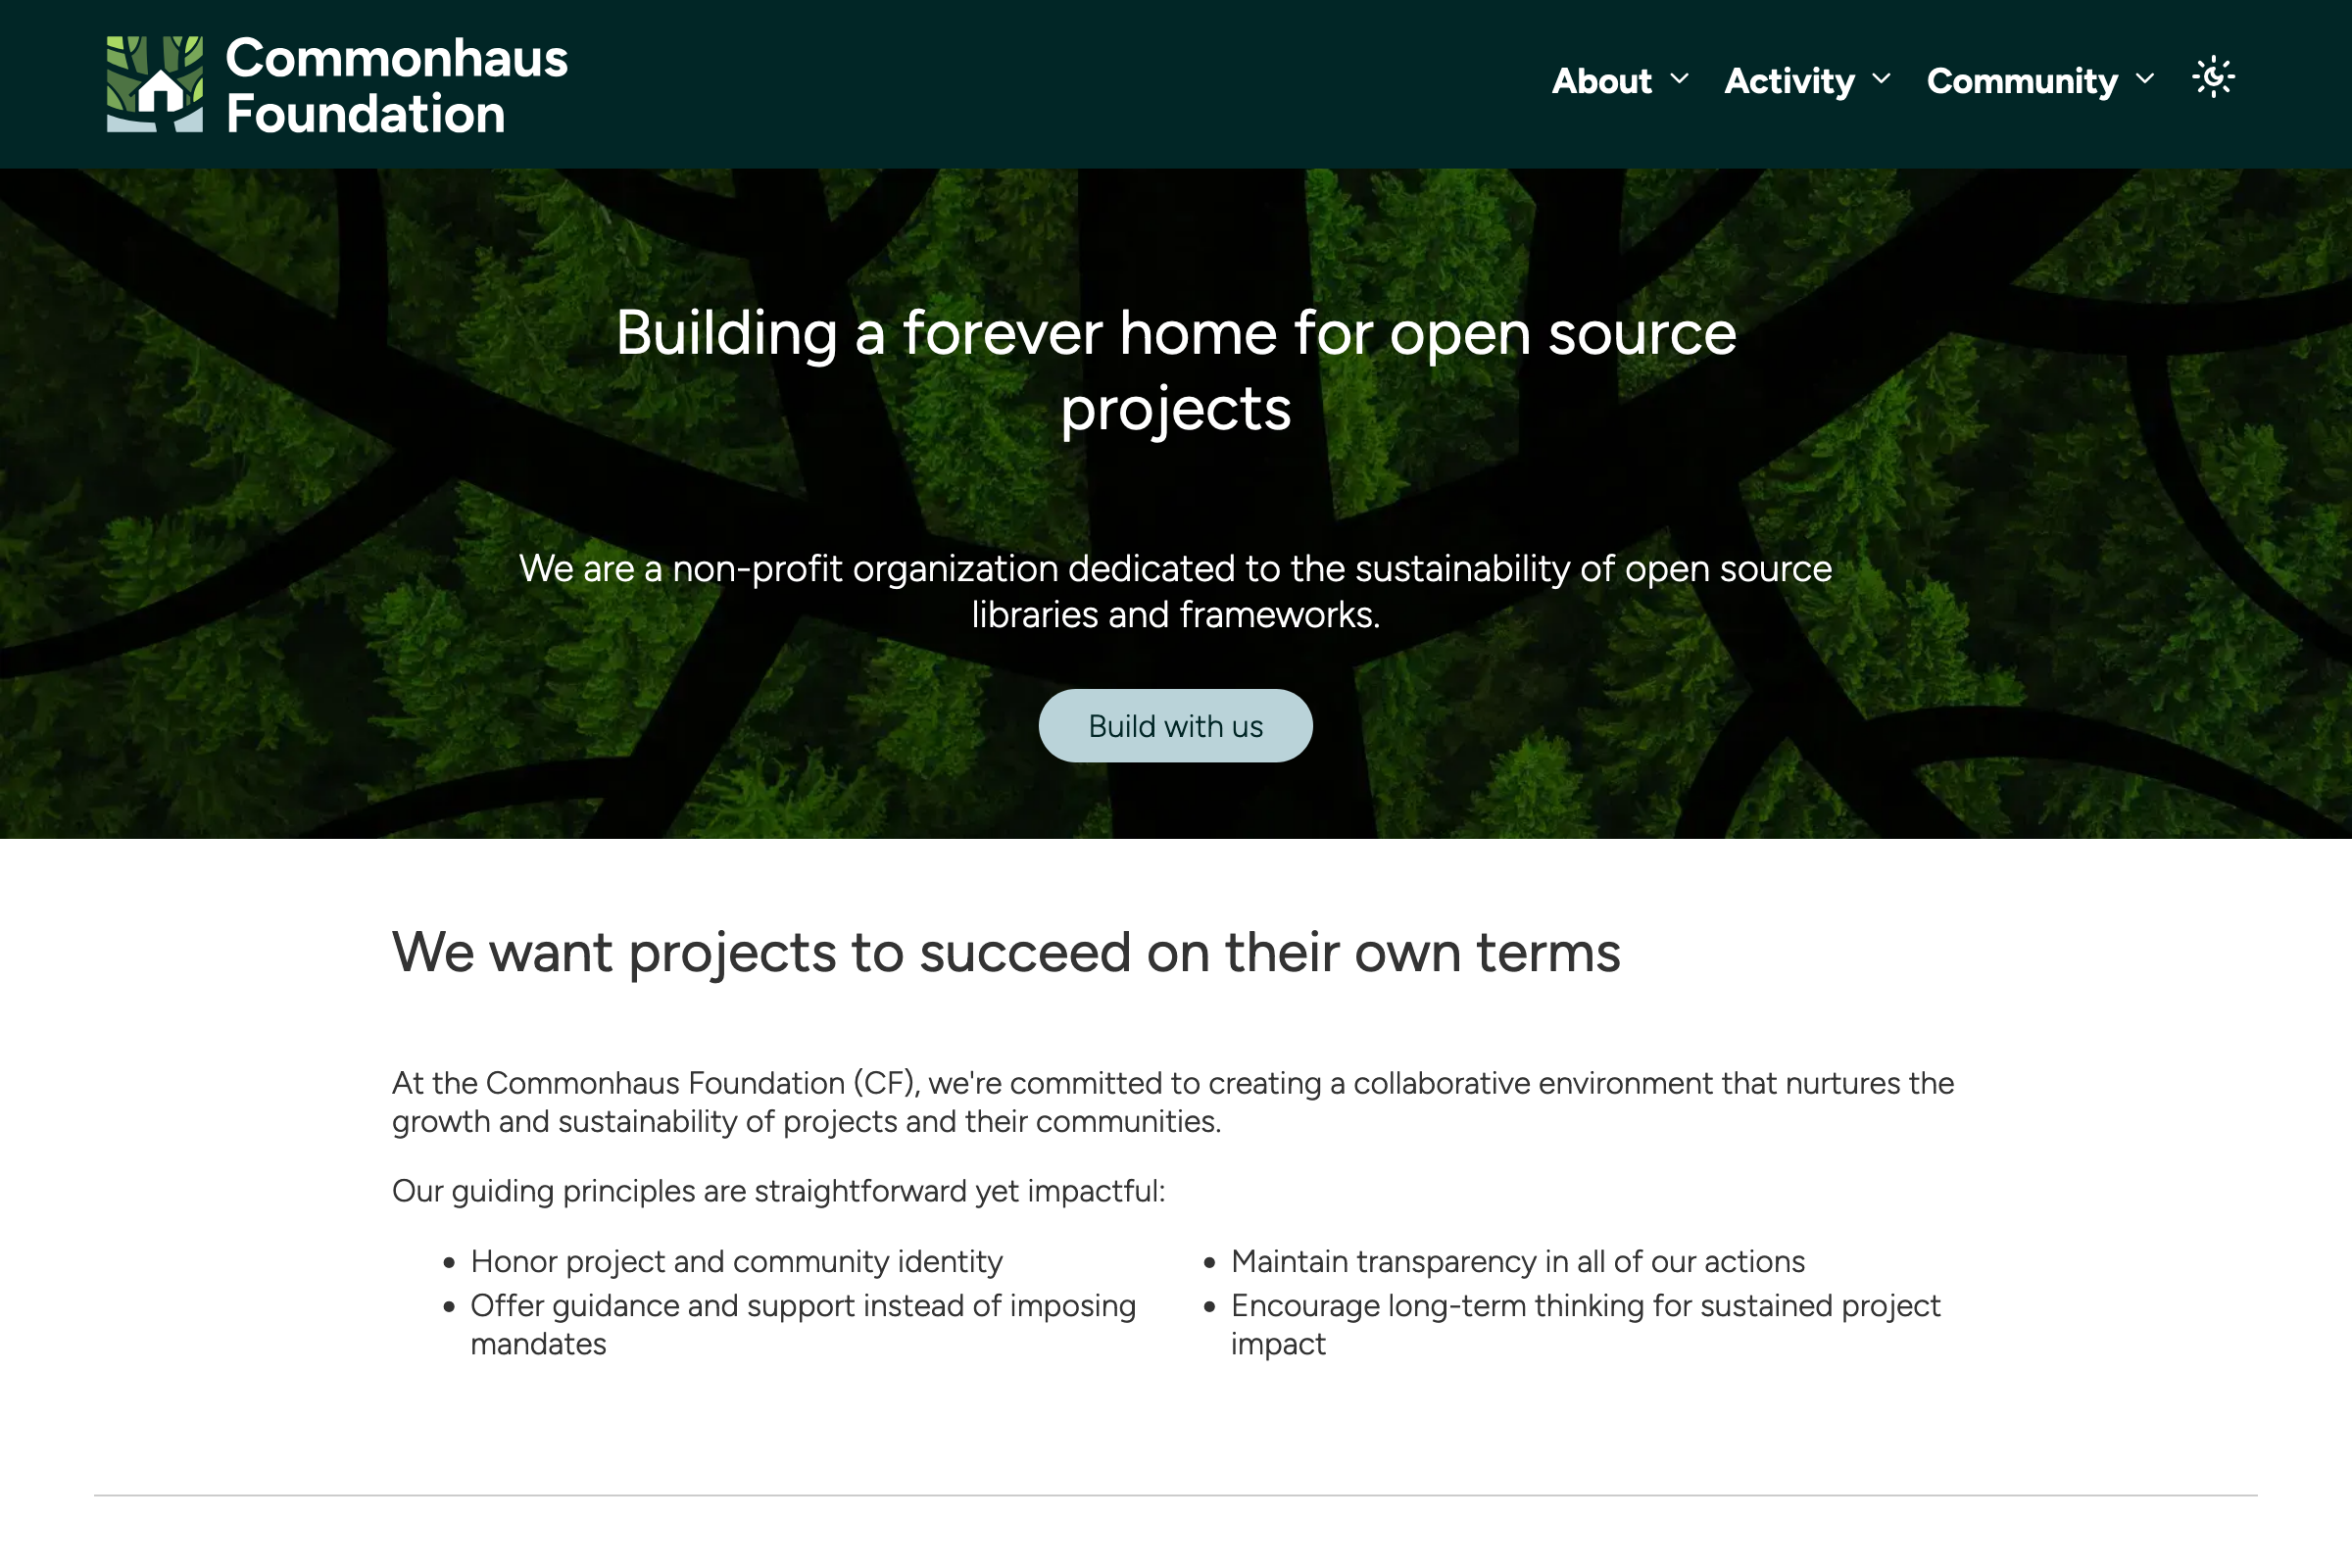 Commonhaus
Foundation
About
Activity
Community
Building a forever home for open source
projects
We are a non-profit organization dedicated to the sustainability of open source
libraries and frameworks.
Build with us
We want projects to succeed on their own terms
At the Commonhaus Foundation (CF), we're committed to creating a collaborative environment that nurtures the
growth and sustainability of projects and their communities.
Our guiding principles are straightforward yet impactful:
• Honor project and community identity
• Offer guidance and support instead of imposing
mandates
• Maintain transparency in all of our actions
• Encourage long-term thinking for sustained project
impact